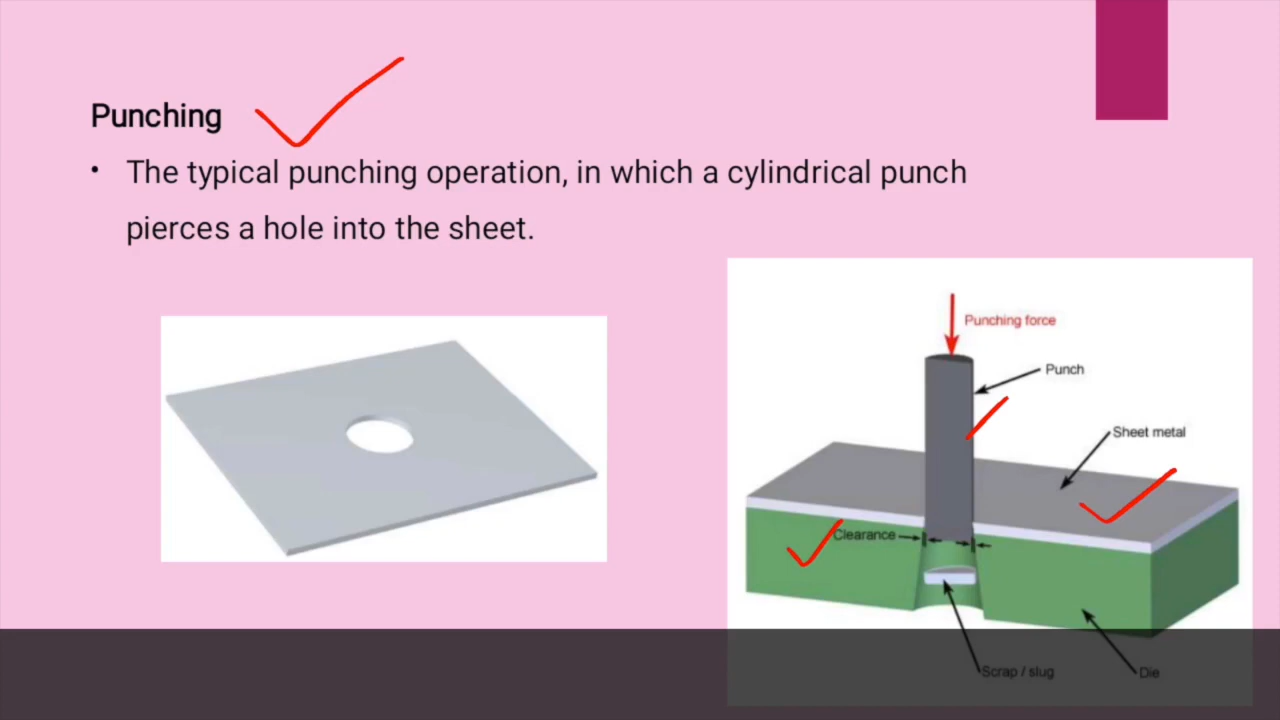 Punching
• The typical punching operation, in which a cylindrical punch
pierces a hole into the sheet.
Punching force
Punch
Sheet metal
Clearance
Scrap / slug
Die